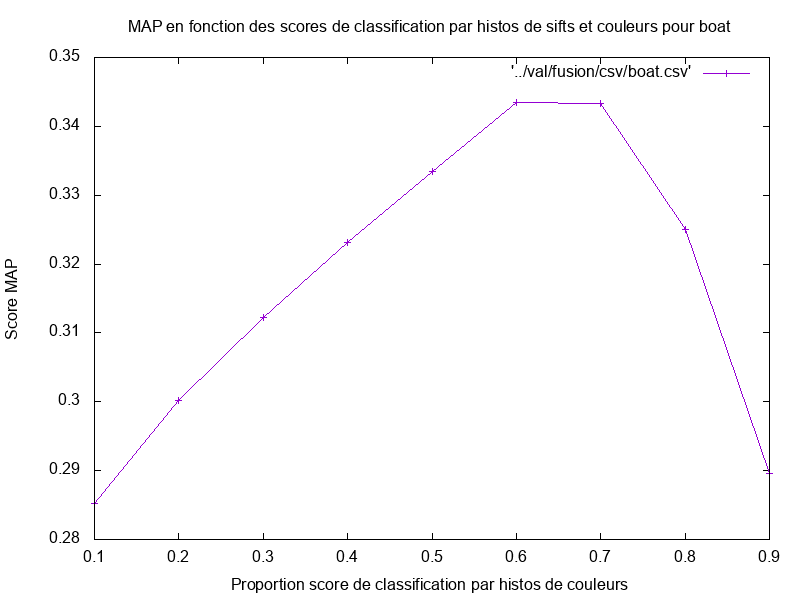 MAP en fonction des scores de classification par histos de sifts et couleurs pour boat
'../val/fusion/csv/boat.csv'
0.35
0.34
0.33
0.32
0.31
0.3
0.29
0.28
Score MAP
0.1 0.2 0.3 0.4 0.5 0.6 0.7 0.8 0.9
Proportion score de classification par histos de couleurs